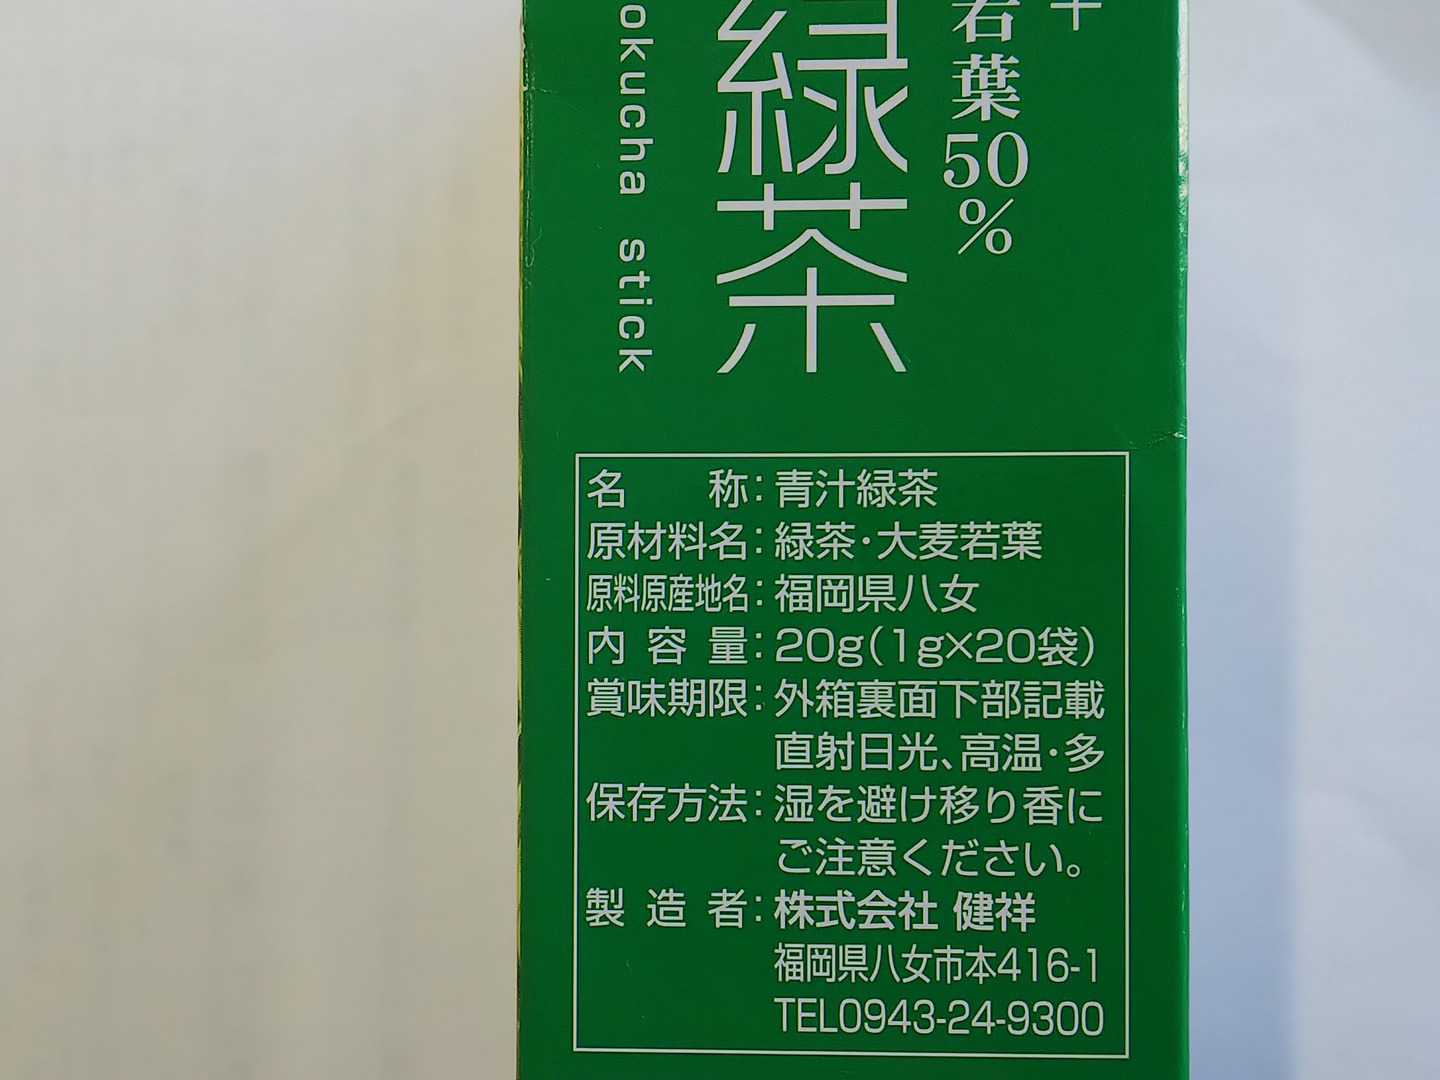 +
若葉50%
緑茶
okucha stick
名 称：青汁緑茶
原材料名：緑茶・大麦若葉
原料原産地名：福岡県八女
内 容 量：20g(1g×20袋)
賞味期限：外箱裏面下部記載
直射日光、高温・多
保存方法：湿を避け移り香に
ご注意ください。
製 造 者：株式会社 健祥
福岡県八女市本416-1
TEL0943-24-9300